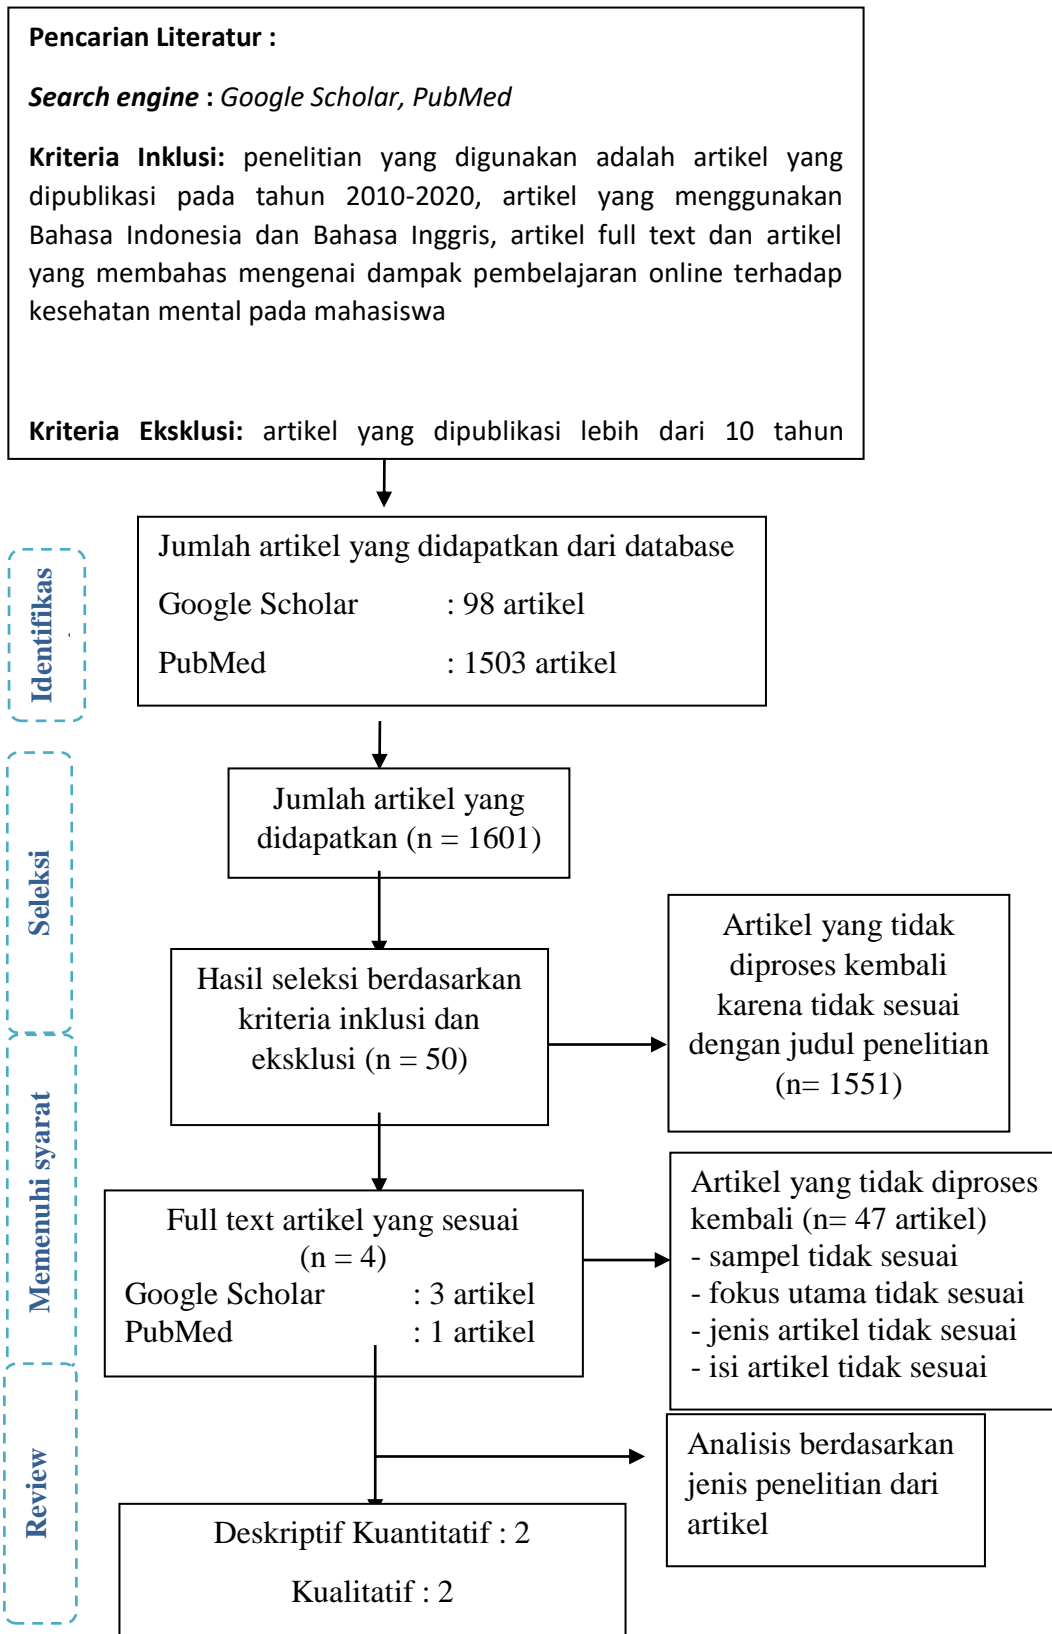 Pencarian Literatur :
Search engine : Google Scholar, PubMed
Kriteria Inklusi: penelitian yang digunakan adalah artikel yang
dipublikasi pada tahun 2010-2020, artikel yang menggunakan
Bahasa Indonesia dan Bahasa Inggris, artikel full text dan artikel
yang membahas mengenai dampak pembelajaran online terhadap
kesehatan mental pada mahasiswa
Kriteria Eksklusi: artikel yang dipublikasi lebih dari 10 tahun
Identifikas
Jumlah artikel yang didapatkan dari database
Google Scholar : 98 artikel
PubMed : 1503 artikel
Seleksi
Jumlah artikel yang
didapatkan (n = 1601)
Hasil seleksi berdasarkan
kriteria inklusi dan
eksklusi (n = 50)
Artikel yang tidak
diproses kembali
karena tidak sesuai
dengan judul penelitian
(n= 1551)
Memenuhi syarat
Full text artikel yang sesuai
(n = 4)
Google Scholar : 3 artikel
PubMed : 1 artikel
Artikel yang tidak diproses
kembali (n= 47 artikel)
- sampel tidak sesuai
- fokus utama tidak sesuai
- jenis artikel tidak sesuai
- isi artikel tidak sesuai
Review
Analisis berdasarkan
jenis penelitian dari
artikel
Deskriptif Kuantitatif : 2
Kualitatif : 2